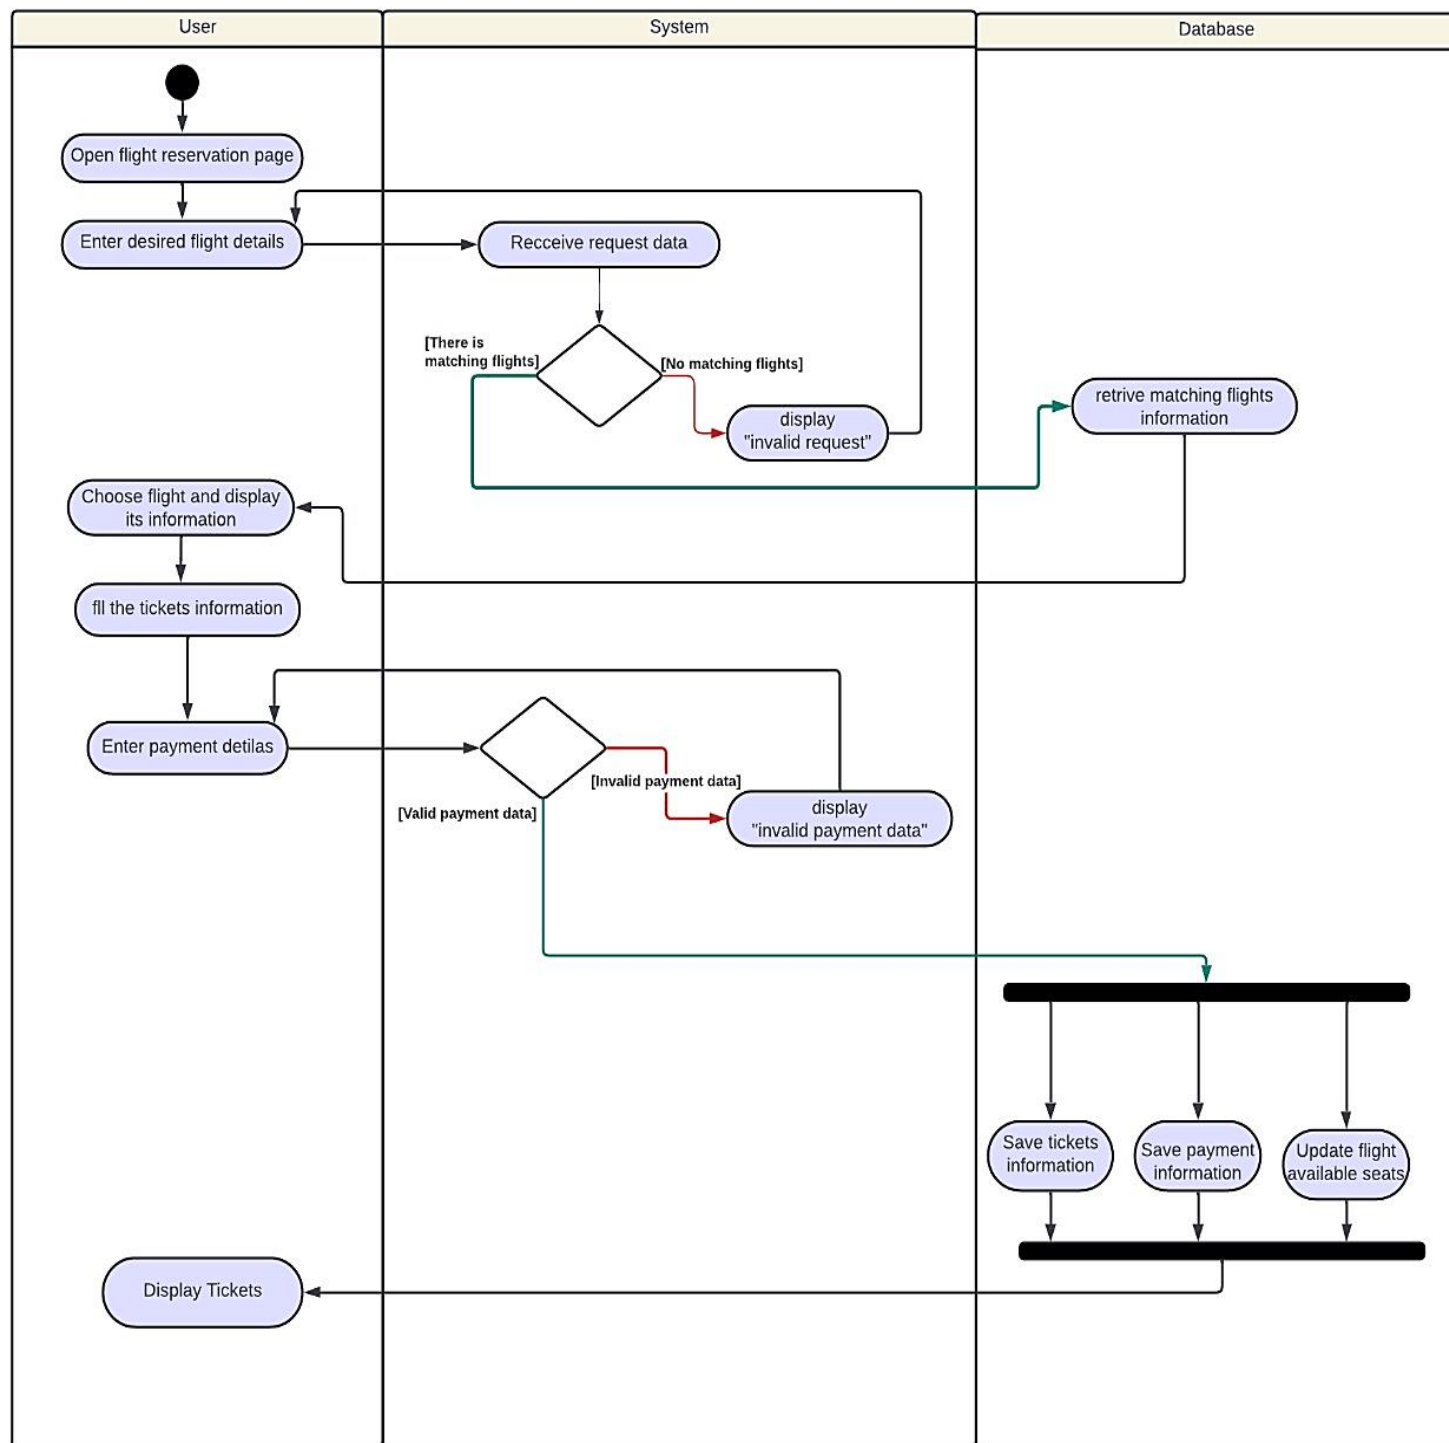 User
System
Database
Open flight reservation page
Enter desired flight details
Recceive request data
[There is
matching flights]
[No matching flights]
display
"invalid request"
retrive matching flights
information
Choose flight and display
its information
fll the tickets information
Enter payment detilas
[Invalid payment data]
[Valid payment data]
display
"invalid payment data"
Save tickets
information
Save payment
information
Update flight
available seats
Display Tickets